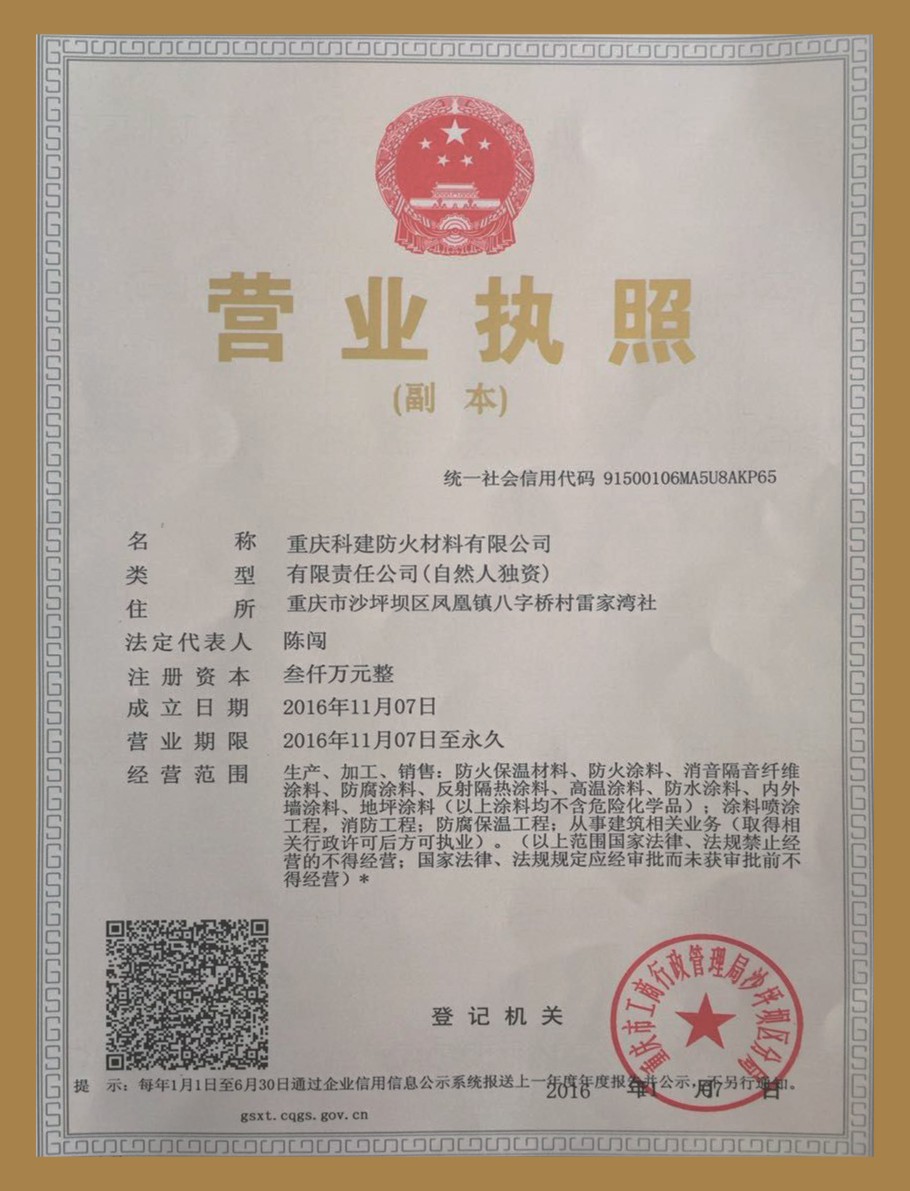 营业执照
(副 本)
统一社会信用代码 91500106MA5U8AKP65
名 称 重庆科建防火材料有限公司
类 型 有限责任公司(自然人独资)
住 所 重庆市沙坪坝区凤凰镇八字桥村雷家湾社
法定代表人 陈闯
注册资本 叁仟万元整
成立日期 2016年11月07日
营业期限 2016年11月07日至永久
经营范围 生产、加工、销售：防火保温材料、防火涂料、消音隔音纤维
涂料、防腐涂料、反射隔热涂料、高温涂料、防水涂料、内外
墙涂料、地坪涂料（以上涂料均不含危险化学品）；涂料喷涂
工程，消防工程；防腐保温工程；从事建筑相关业务（取得相
关行政许可后方可执业）。（以上范围国家法律、法规禁止经
营的不得经营；国家法律、法规规定应经审批而未获审批前不
得经营）*
重庆市工商行政管理局沙坪坝区分局
登记机关
提 示：每年1月1日至6月30日通过企业信用信息公示系统报送上一年度年度报告并公示，不另行通知。
2016 年 月 日
gsxt.cqgs.gov.cn